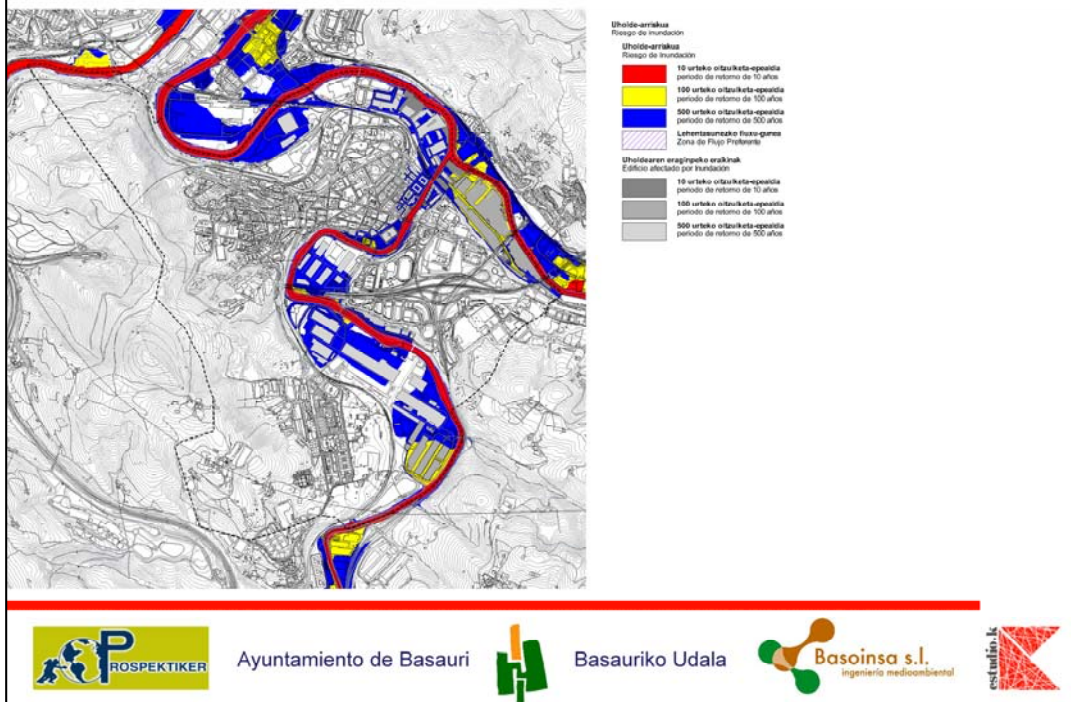 Uholde-arriskua
Riesgo de inundación
Uholde-arriskua
Riesgo de inundación
10 urteko oitzulketa-epealdia
periodo de retorno de 10 años
100 urteko oitzulketa-epealdia
periodo de retorno de 100 años
500 urteko oitzulketa-epealdia
periodo de retorno de 500 años
Lehentasunezko fluxu-gunea
Zona de Flujo Preferente
Uholdearen eraginpeko eraikinak
Edificio afectado por Inundación
10 urteko oitzulketa-epealdia
periodo de retorno de 10 años
100 urteko oitzulketa-epealdia
periodo de retorno de 100 años
500 urteko oitzulketa-epealdia
periodo de retorno de 500 años
PROSPEKTIKER
Ayuntamiento de Basauri
Basauriko Udala
Basoinsa s.l.
ingeniería medioambiental
estudio.k